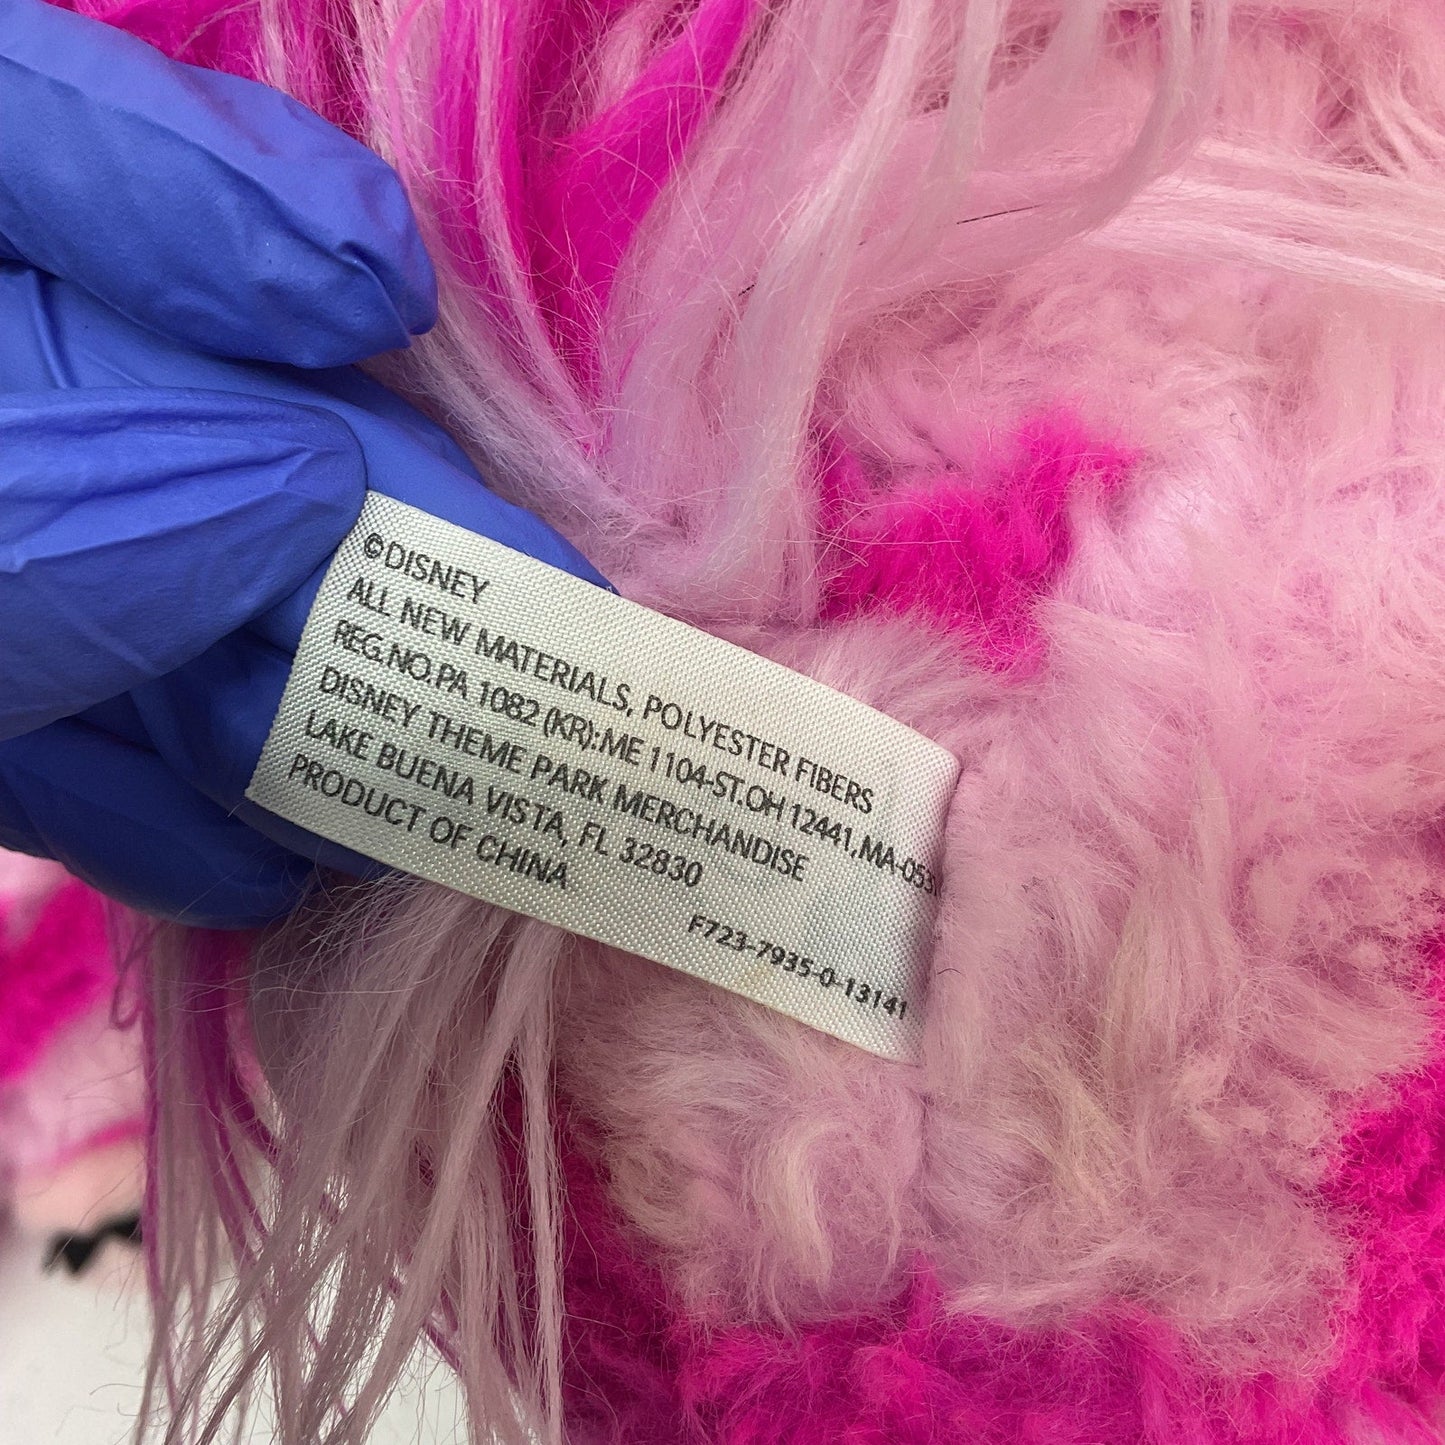 ©DISNEY
ALL NEW MATERIALS, POLYESTER FIBERS
REG.NO.PA 1082 (KR):ME 1104-ST.OH 12441,MA-053
DISNEY THEME PARK MERCHANDISE
LAKE BUENA VISTA, FL 32830
PRODUCT OF CHINA
F723-7935-0-13141